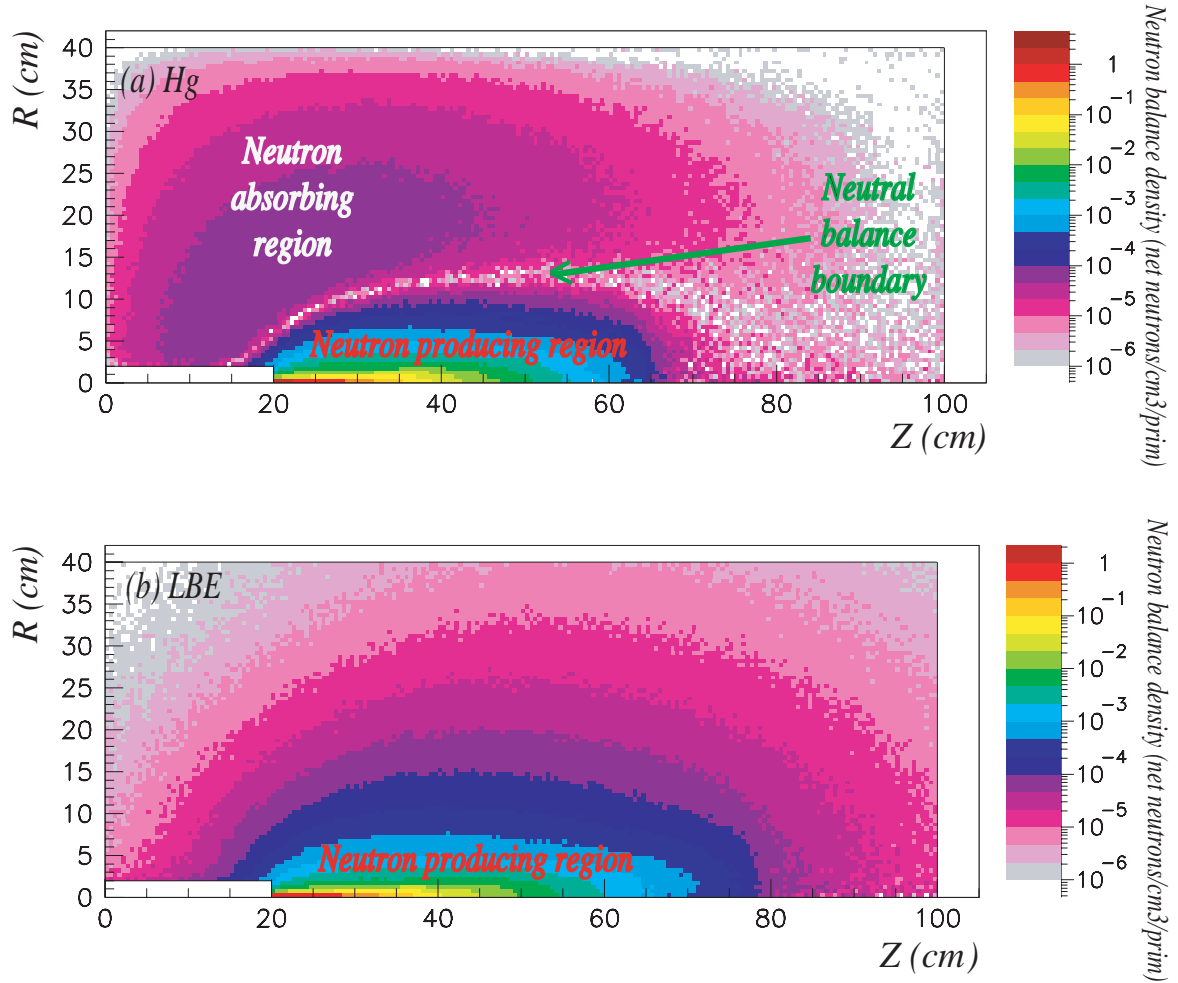 40
35
30
25
20
15
10
5
0
R (cm)
(a) Hg
Neutron
absorbing
region
Neutral
balance
boundary
Neutron producing region
0
20
40
60
80
100
Z (cm)
1
10⁻¹
10⁻²
10⁻³
10⁻⁴
10⁻⁵
10⁻⁶
Neutron balance density (net neutrons/cm3/prim)
40
35
30
25
20
15
10
5
0
R (cm)
(b) LBE
Neutron producing region
0
20
40
60
80
100
Z (cm)
1
10⁻¹
10⁻²
10⁻³
10⁻⁴
10⁻⁵
10⁻⁶
Neutron balance density (net neutrons/cm3/prim)